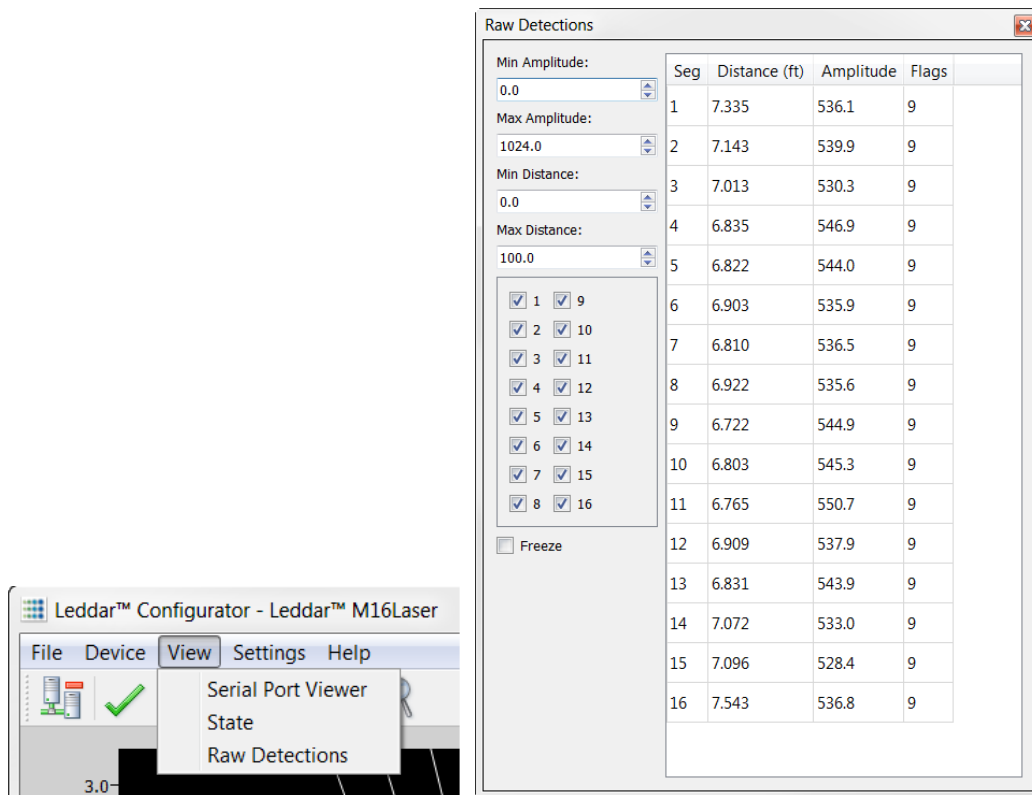 Leddar™ Configurator - Leddar™ M16Laser
File Device View Settings Help
Serial Port Viewer
State
Raw Detections
3.0
Raw Detections
Min Amplitude:
0.0
Max Amplitude:
1024.0
Min Distance:
0.0
Max Distance:
100.0
1 9
2 10
3 11
4 12
5 13
6 14
7 15
8 16
Freeze
Seg Distance (ft) Amplitude Flags
1 7.335 536.1 9
2 7.143 539.9 9
3 7.013 530.3 9
4 6.835 546.9 9
5 6.822 544.0 9
6 6.903 535.9 9
7 6.810 536.5 9
8 6.922 535.6 9
9 6.722 544.9 9
10 6.803 545.3 9
11 6.765 550.7 9
12 6.909 537.9 9
13 6.831 543.9 9
14 7.072 533.0 9
15 7.096 528.4 9
16 7.543 536.8 9